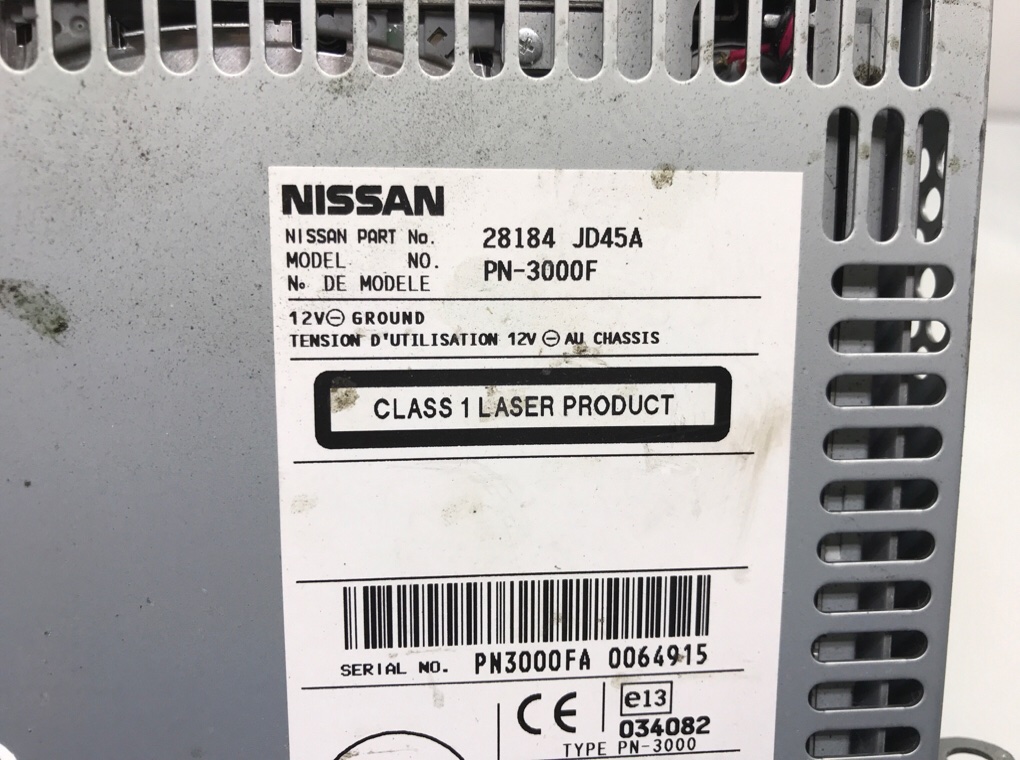 NISSAN
NISSAN PART No. 28184 JD45A
MODEL NO. PN-3000F
No DE MODELE
12V⊖ GROUND
TENSION D'UTILISATION 12V ⊖ AU CHASSIS
CLASS 1 LASER PRODUCT
SERIAL NO. PN3000FA 0064915
CE e13
034082
TYPE PN-3000